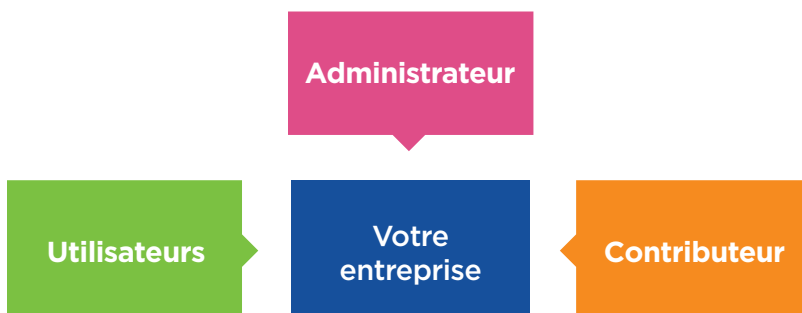 Administrateur
Utilisateurs
Votre
entreprise
Contributeur